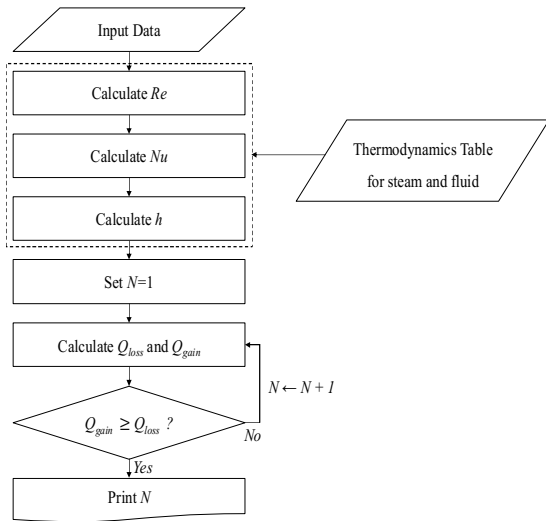 Input Data
Calculate Re
Calculate Nu
Thermodynamics Table
for steam and fluid
Calculate h
Set N=1
Calculate Qloss and Qgain
N ← N + 1
Qgain ≥ Qloss ?
No
Yes
Print N